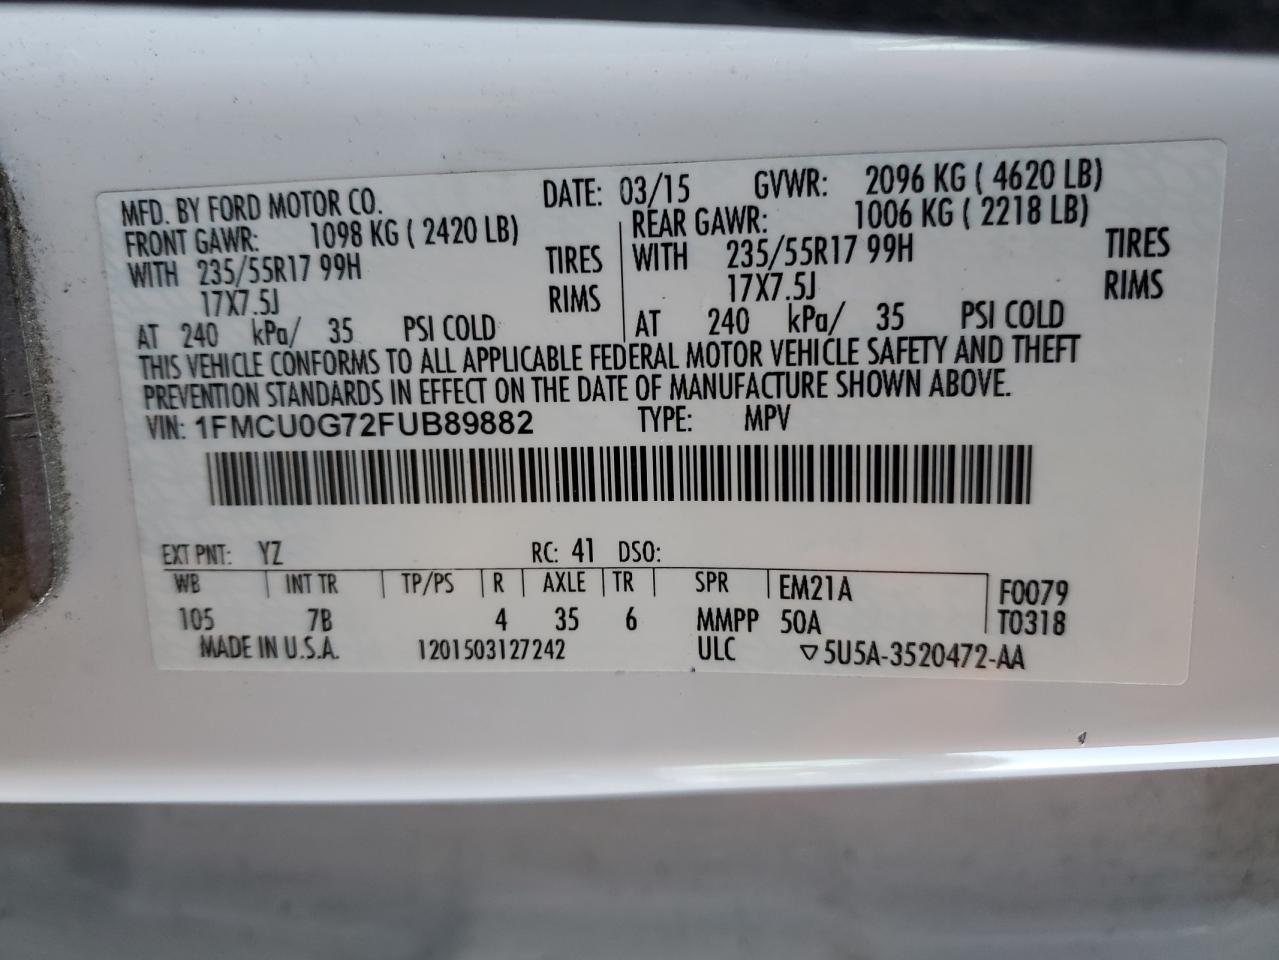 MFD. BY FORD MOTOR CO. DATE: 03/15 GVWR: 2096 KG ( 4620 LB)
FRONT GAWR: 1098 KG ( 2420 LB) REAR GAWR: 1006 KG ( 2218 LB)
WITH 235/55R17 99H TIRES WITH 235/55R17 99H TIRES
17X7.5J RIMS 17X7.5J RIMS
AT 240 kPa/ 35 PSI COLD AT 240 kPa/ 35 PSI COLD
THIS VEHICLE CONFORMS TO ALL APPLICABLE FEDERAL MOTOR VEHICLE SAFETY AND THEFT
PREVENTION STANDARDS IN EFFECT ON THE DATE OF MANUFACTURE SHOWN ABOVE.
VIN: 1FMCU0G72FUB89882 TYPE: MPV
EXT PNT: YZ RC: 41 DSO:
WB INT TR TP/PS R AXLE TR SPR EM21A F0079
105 7B 4 35 6 MMPP 50A T0318
MADE IN U.S.A. 1201503127242 ULC ▽5U5A-3520472-AA